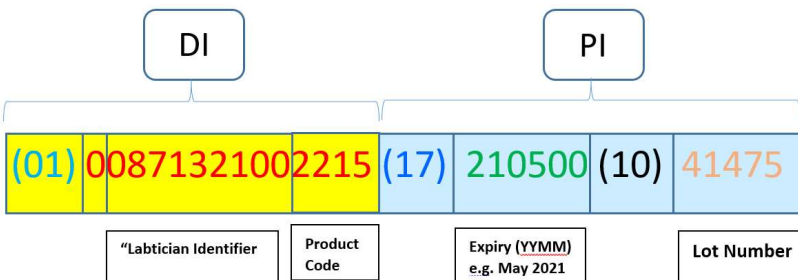 DI
PI
(01) 00871321002215 (17) 210500 (10) 41475
“Labtician Identifier
Product
Code
Expiry (YYMM)
e.g. May 2021
Lot Number